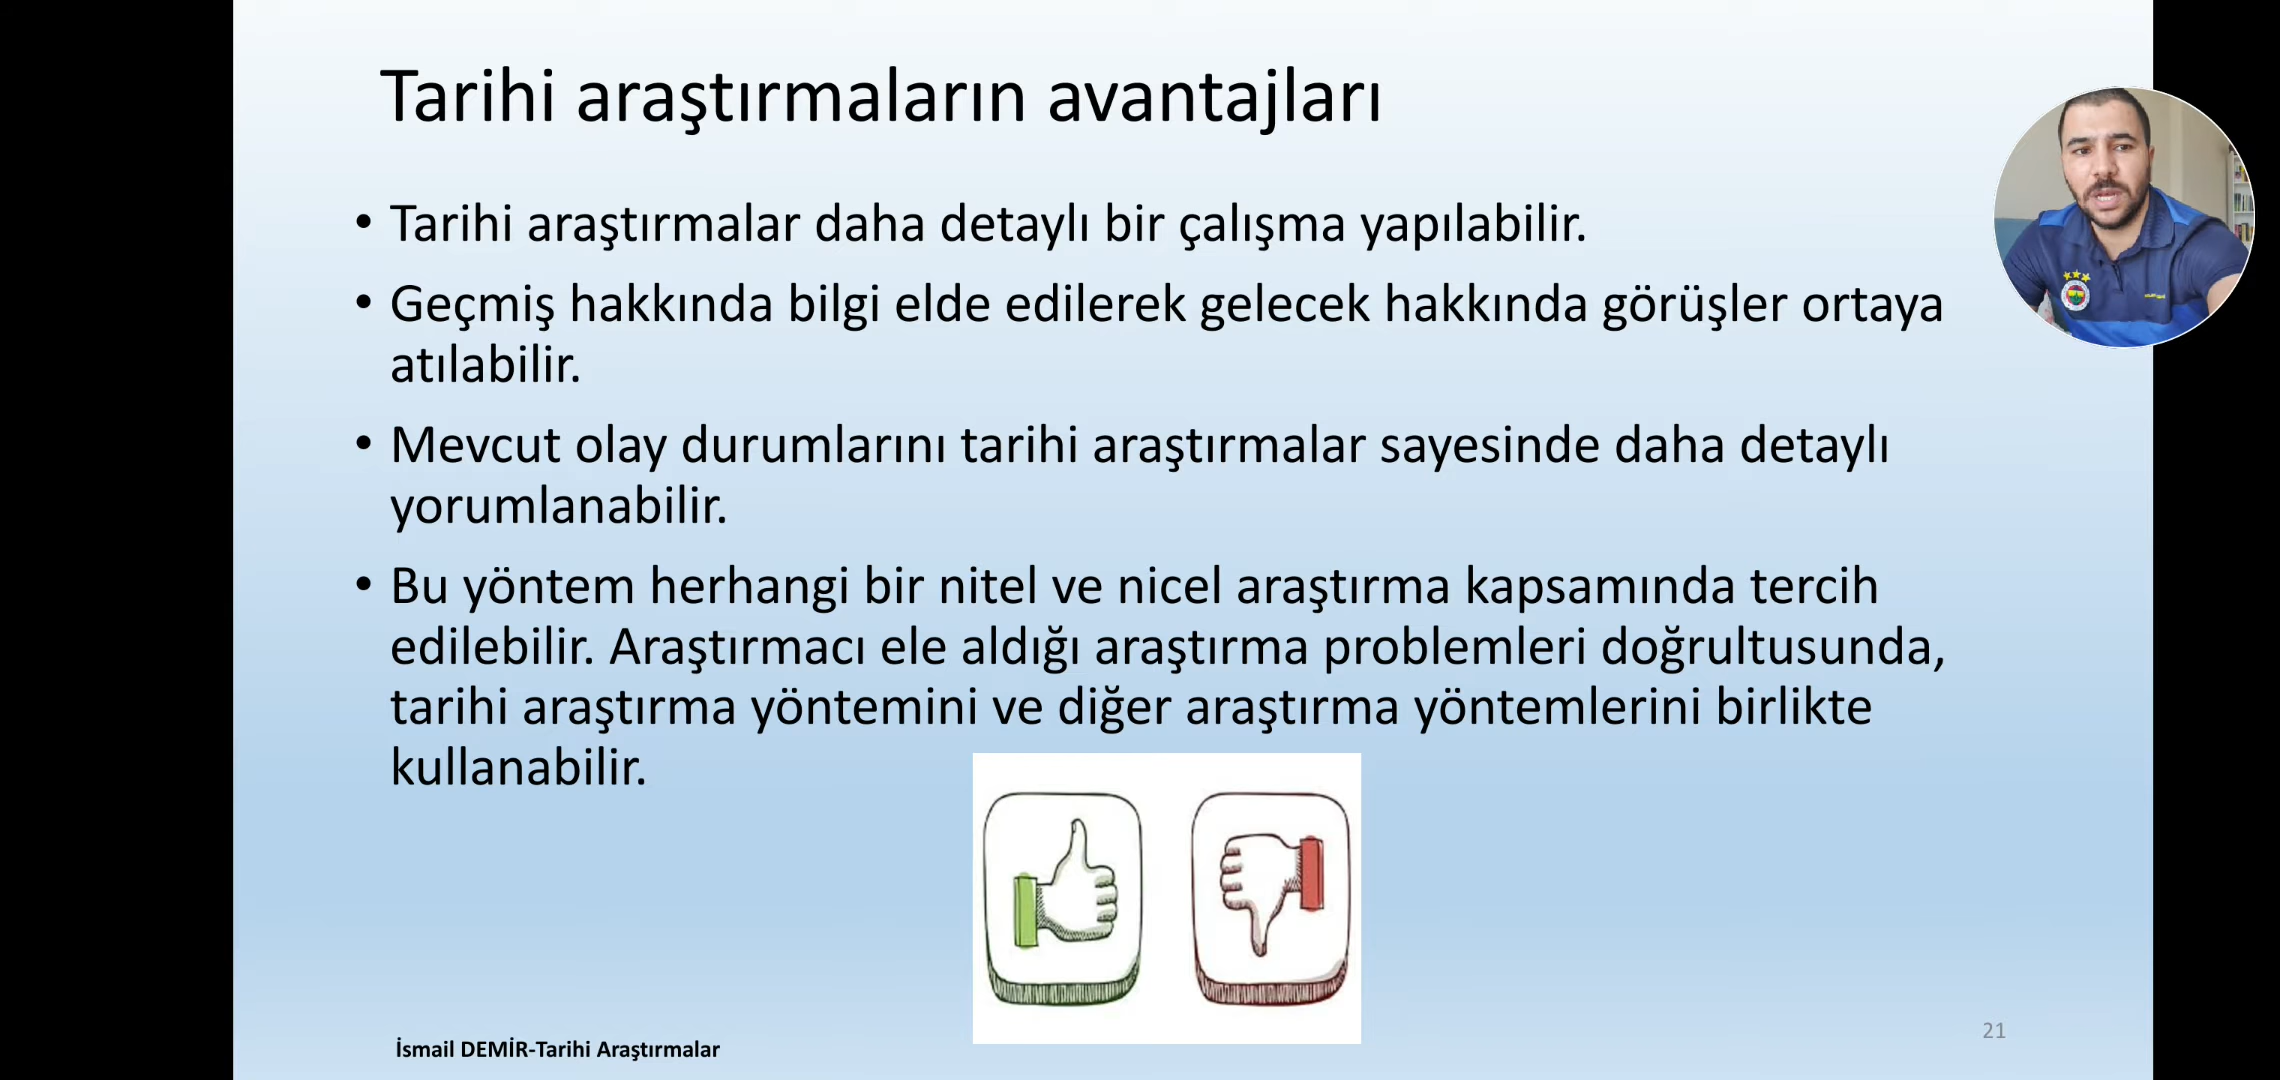 Tarihi araştırmaların avantajları
• Tarihi araştırmalar daha detaylı bir çalışma yapılabilir.
• Geçmiş hakkında bilgi elde edilerek gelecek hakkında görüşler ortaya
atılabilir.
• Mevcut olay durumlarını tarihi araştırmalar sayesinde daha detaylı
yorumlanabilir.
• Bu yöntem herhangi bir nitel ve nicel araştırma kapsamında tercih
edilebilir. Araştırmacı ele aldığı araştırma problemleri doğrultusunda,
tarihi araştırma yöntemini ve diğer araştırma yöntemlerini birlikte
kullanabilir.
İsmail DEMİR-Tarihi Araştırmalar
21